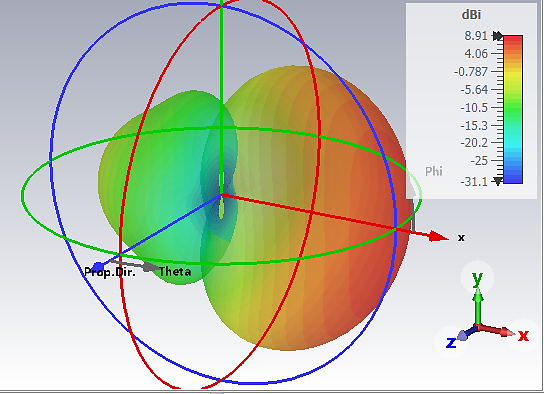 dBi
8.91
4.06
-0.787
-5.64
-10.5
-15.3
-20.2
-25
-31.1
Phi
x
Prop.Dir.
Theta
y
z
x